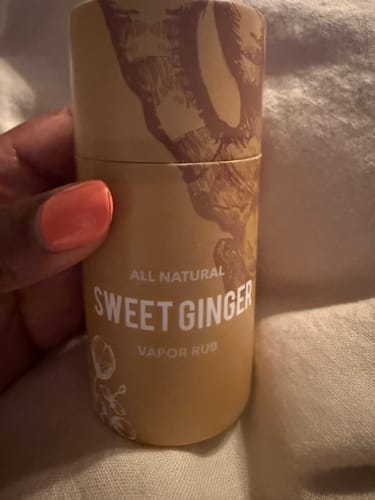 ALL NATURAL
SWEET GINGER
VAPOR RUB